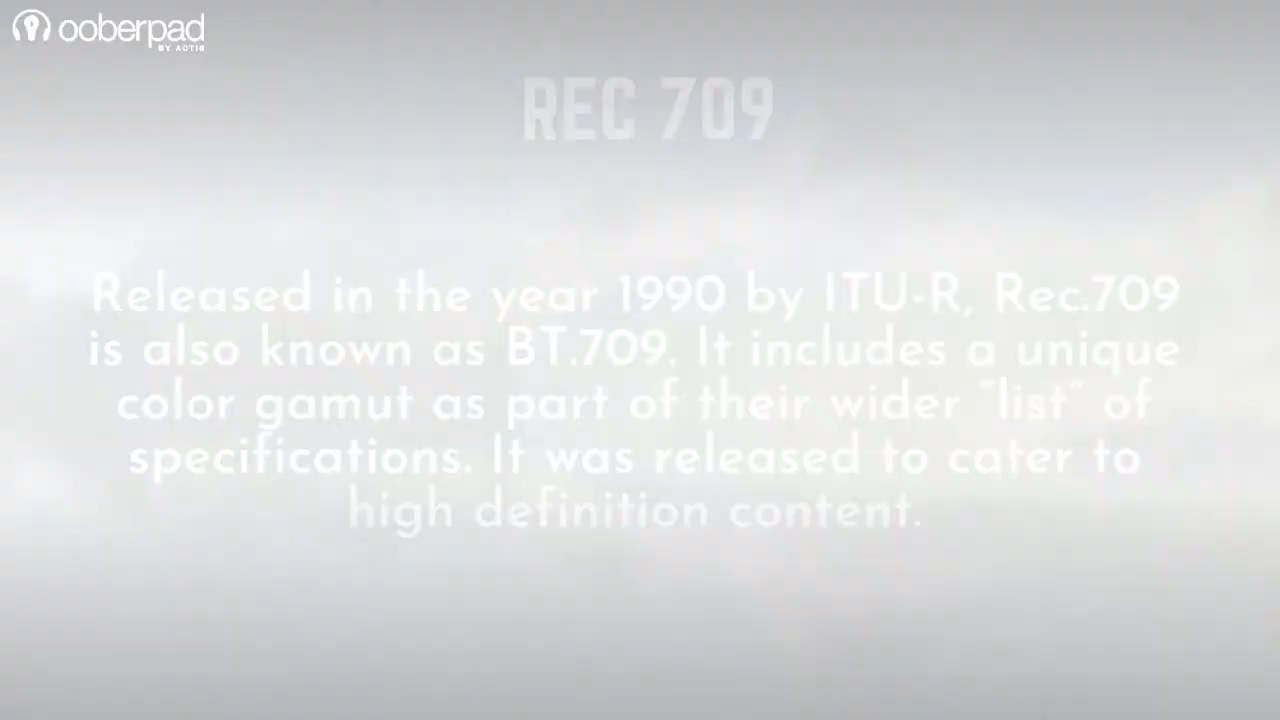 ooberpad
BY ACTIS
REC 709
Released in the year 1990 by ITU-R, Rec.709
is also known as BT.709. It includes a unique
color gamut as part of their wider "list" of
specifications. It was released to cater to
high definition content.